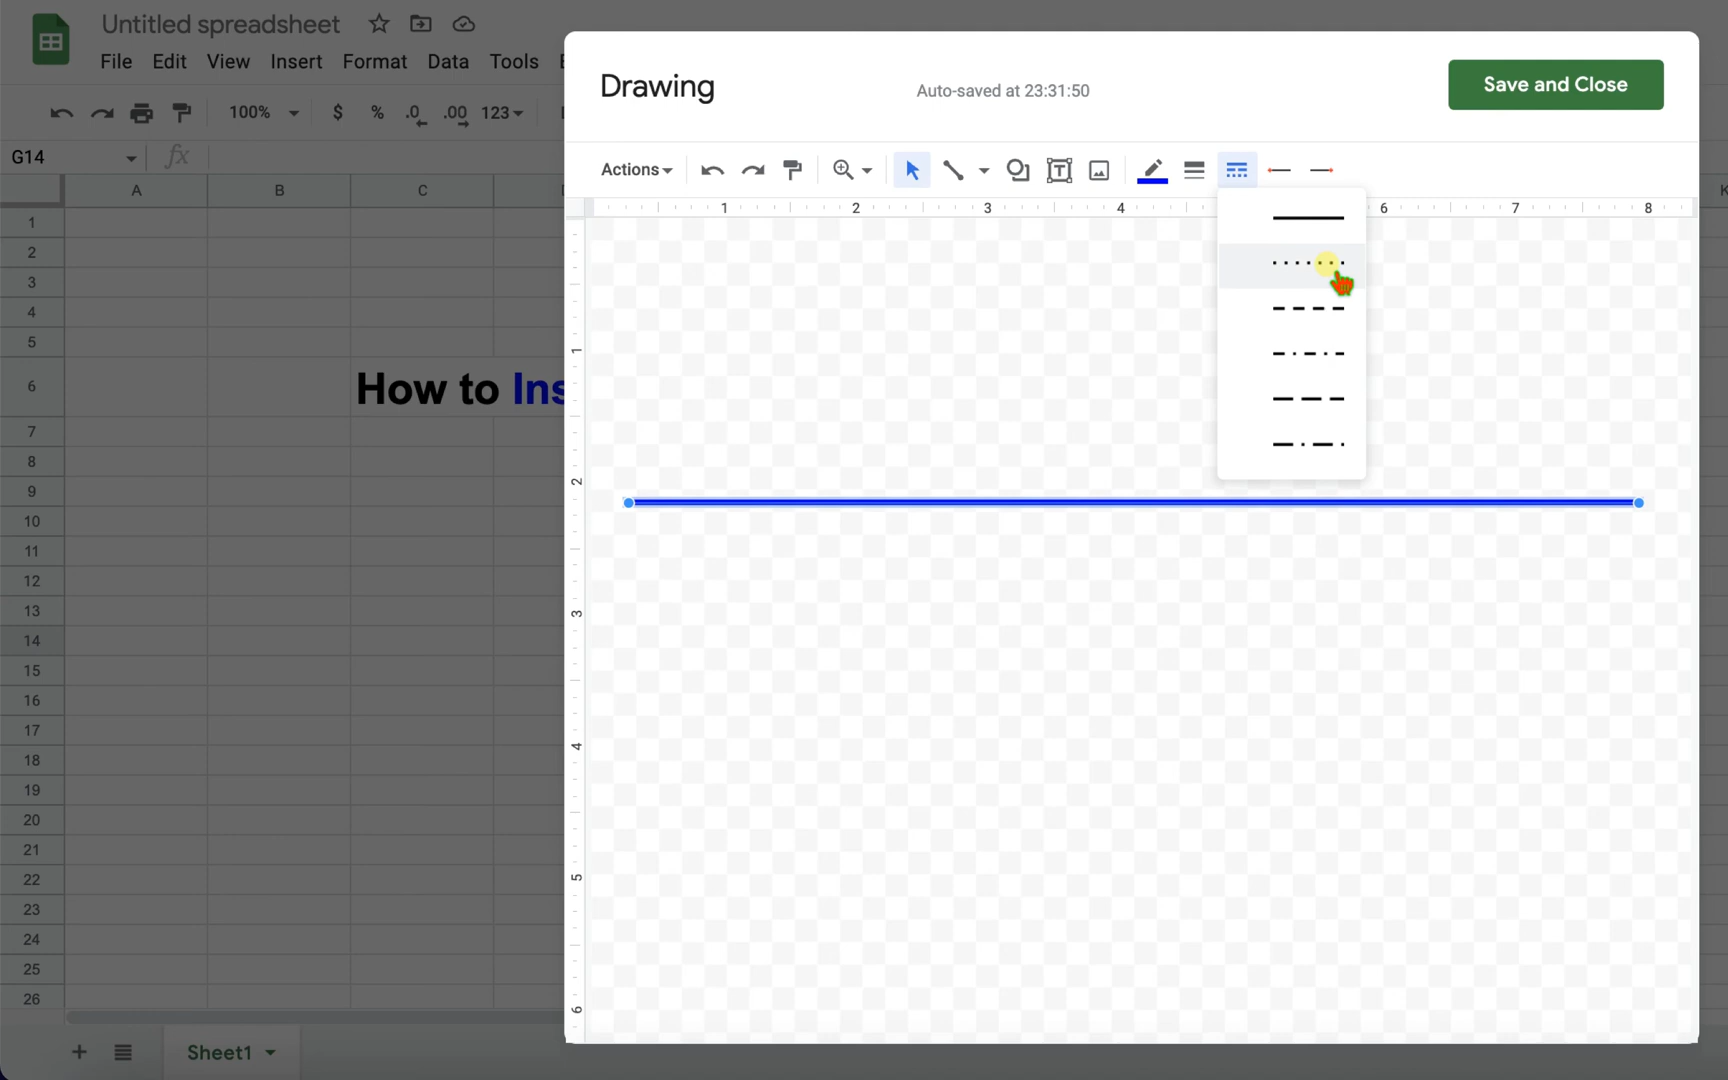 Untitled spreadsheet
File Edit View Insert Format Data Tools
100% $ % .0 .00 123
G14 fx
A B C
1
2
3
4
5
6
7
8
9
10
11
12
13
14
15
16
17
18
19
20
21
22
23
24
25
26
How to Ins
Sheet1
Drawing
Auto-saved at 23:31:50
Save and Close
Actions
1 2 3 4 6 7 8
1
2
3
4
5
6
K